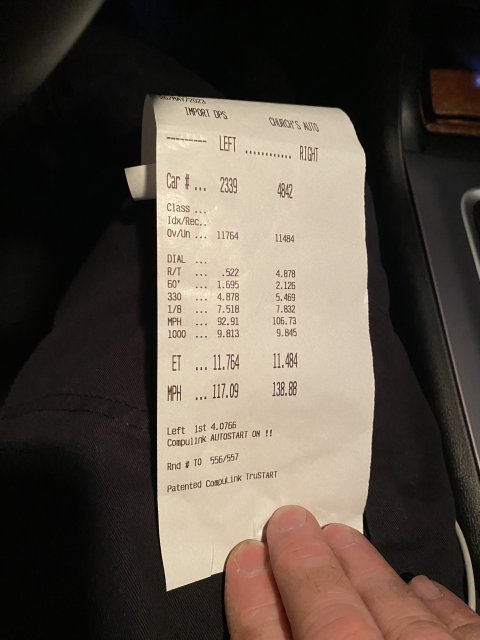 26/MAY/2023
IMPORT DPS CHURCH'S AUTO
--------- LEFT ............ RIGHT
Car # ... 2339 4842
Class ...
Idx/Rec..
Ov/Un ... 11764 11484
DIAL ...
R/T ... .522 4.878
60' ... 1.695 2.126
330 ... 4.878 5.469
1/8 ... 7.518 7.832
MPH ... 92.91 106.73
1000 ... 9.813 9.845
ET ... 11.764 11.484
MPH ... 117.09 138.88
Left 1st 4.0766
CompuLink AUTOSTART ON !!
Rnd # TO 556/557
Patented CompuLink TruSTART